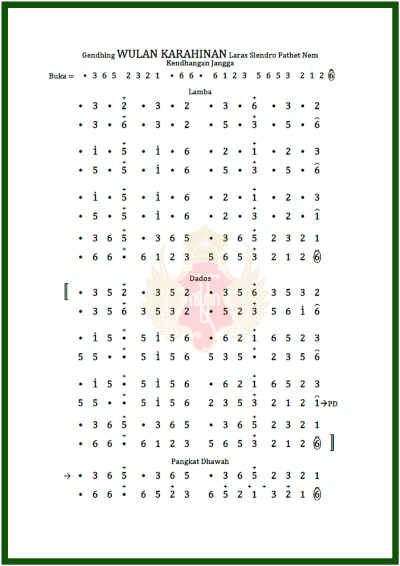 Gendhing WULAN KARAHINAN Laras Slendro Pathet Nem
Kendhangan Jangga
Buka = • 3 6 5 2 3 2 1 • 6 6 • 6 1 2 3 5 6 5 3 2 1 2 6
Lamba
• 3 • 2 • 3 • 2 • 3 • 6 • 3 • 2
• 3 • 6 • 3 • 2 • 5 • 3 • 5 • 6
• i • 5 • i • 6 • 2 • 1 • 2 • 3
• 5 • 5 • i • 6 • 5 • 3 • 5 • 6
• i • 5 • i • 6 • 2 • 1 • 2 • 3
• 5 • 5 • i • 6 • 2 • 3 • 2 • 1
• 3 6 5 • 3 6 5 • 3 6 5 2 3 2 1
• 6 6 • 6 1 2 3 5 6 5 3 2 1 2 6
Dados
[ • 3 5 2 • 3 5 2 • 3 5 6 3 5 3 2
• 3 5 6 3 5 3 2 • 5 2 3 5 6 i 6
• i 5 • 5 i 5 6 • 6 2 1 6 5 2 3
5 5 • • 5 i 5 6 5 3 5 • 2 3 5 6
• i 5 • 5 i 5 6 • 6 2 1 6 5 2 3
5 5 • • 5 i 5 6 2 3 5 3 2 1 2 1→PD
• 3 6 5 • 3 6 5 • 3 6 5 2 3 2 1
• 6 6 • 6 1 2 3 5 6 5 3 2 1 2 6 ]
Pangkat Dhawah
→ • 3 6 5 • 3 6 5 • 3 6 5 2 3 2 1
• 6 6 • 6 5 2 3 6 5 2 1 3 2 1 6